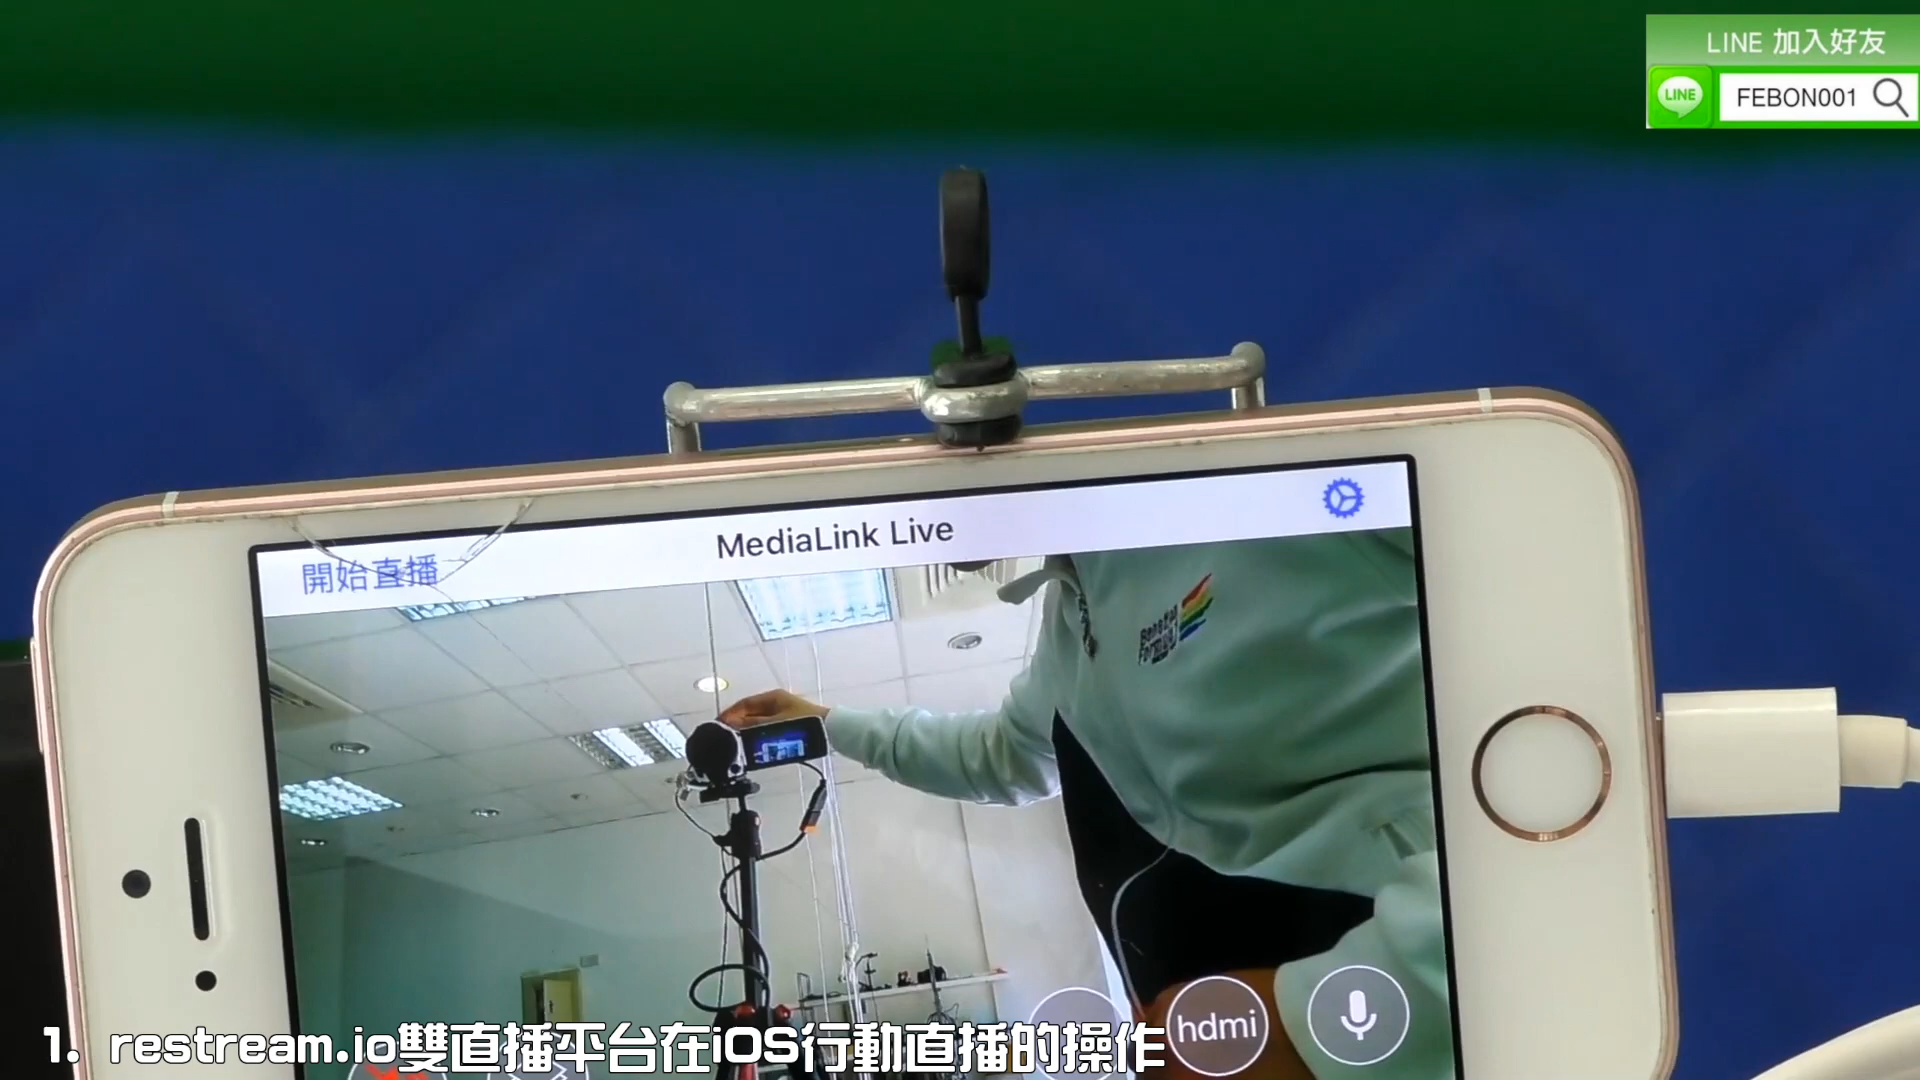 LINE 加入好友
LINE
FEBON001
MediaLink Live
開始直播
hdmi
1. restream.io雙直播平台在iOS行動直播的操作